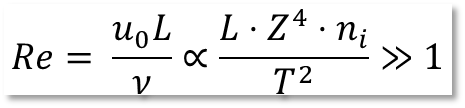 Re = u₀L/ν ∝ L · Z⁴ · nᵢ/T² ≫ 1